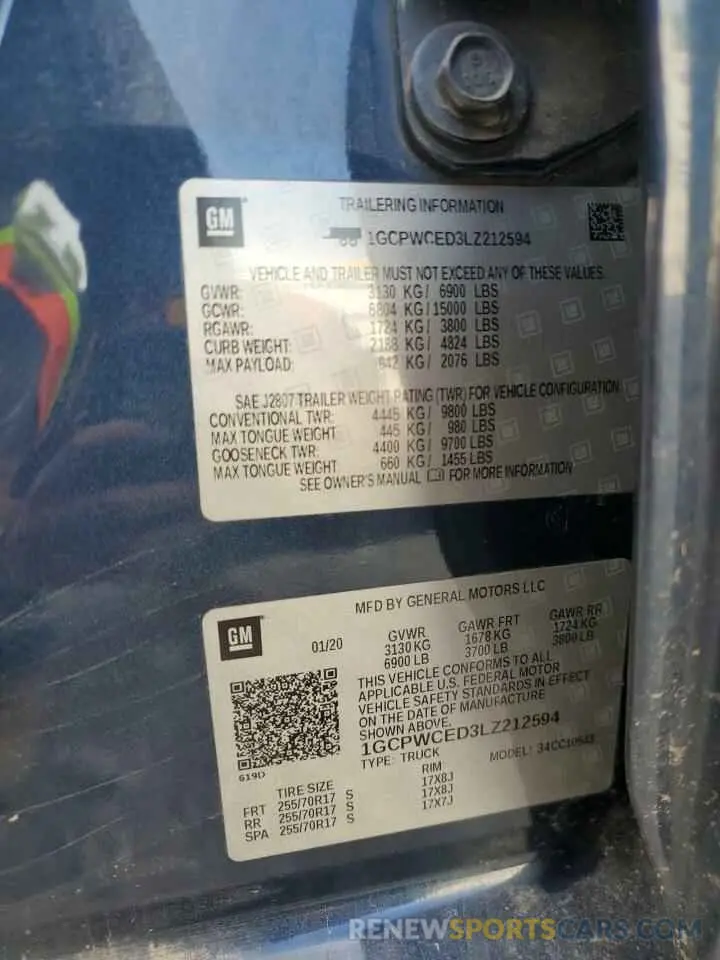 GM
TRAILERING INFORMATION
1GCPWCED3LZ212594
VEHICLE AND TRAILER MUST NOT EXCEED ANY OF THESE VALUES.
GVWR: 3130 KG/ 6900 LBS
GCWR: 6804 KG/15000 LBS
RGAWR: 1724 KG/ 3800 LBS
CURB WEIGHT: 2188 KG/ 4824 LBS
MAX PAYLOAD: 942 KG/ 2076 LBS
SAE J2807 TRAILER WEIGHT RATING (TWR) FOR VEHICLE CONFIGURATION
CONVENTIONAL TWR: 4445 KG/ 9800 LBS
MAX TONGUE WEIGHT 445 KG/ 980 LBS
GOOSENECK TWR: 4400 KG/ 9700 LBS
MAX TONGUE WEIGHT 660 KG/ 1455 LBS
SEE OWNER'S MANUAL FOR MORE INFORMATION
MFD BY GENERAL MOTORS LLC
GM
01/20
GVWR GAWR FRT GAWR RR
3130 KG 1678 KG 1724 KG
6900 LB 3700 LB 3800 LB
THIS VEHICLE CONFORMS TO ALL
APPLICABLE U.S. FEDERAL MOTOR
VEHICLE SAFETY STANDARDS IN EFFECT
ON THE DATE OF MANUFACTURE
SHOWN ABOVE.
1GCPWCED3LZ212594
TYPE: TRUCK MODEL:
619D
TIRE SIZE RIM
FRT 255/70R17 S 17X8J
RR 255/70R17 S 17X8J
SPA 255/70R17 S 17X7J
RENEWSPORTSCAR.COM